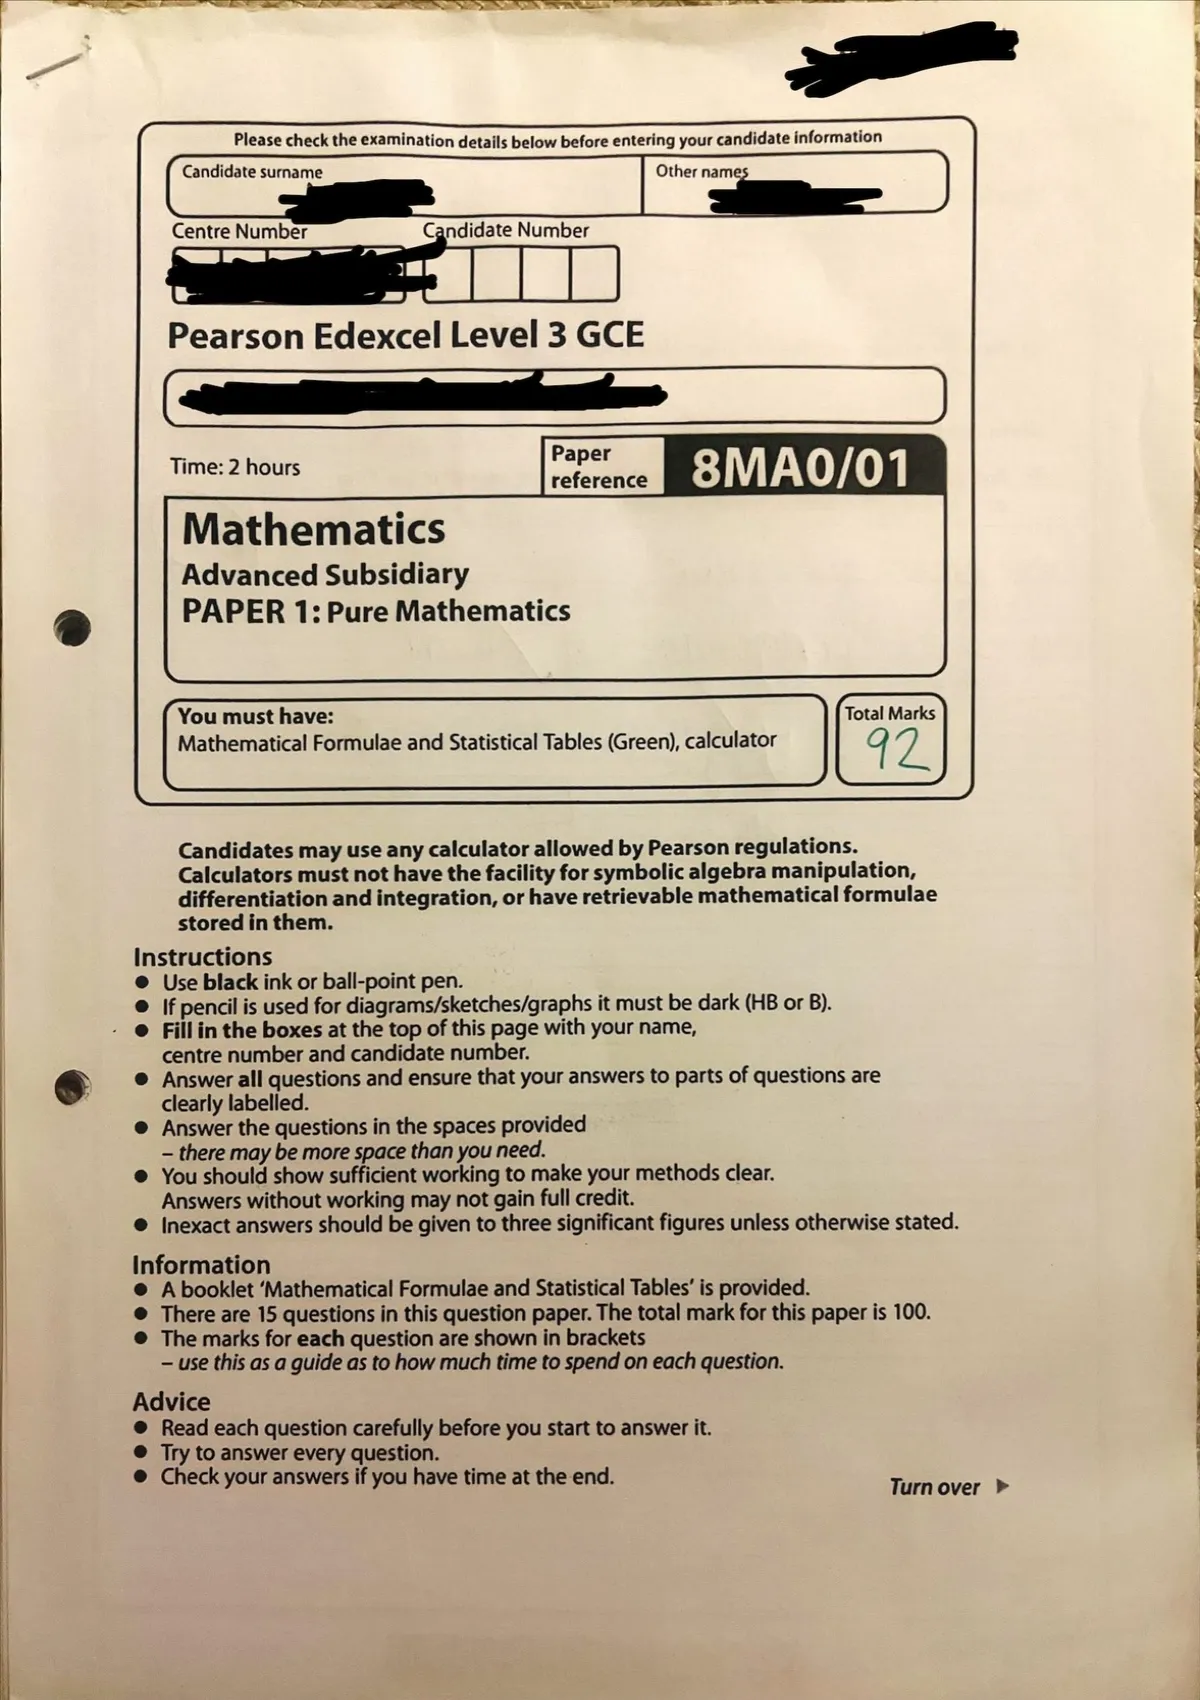 Please check the examination details below before entering your candidate information
Candidate surname
Other names
Centre Number
Candidate Number
Pearson Edexcel Level 3 GCE
Time: 2 hours
Paper reference
8MA0/01
Mathematics
Advanced Subsidiary
PAPER 1: Pure Mathematics
You must have:
Mathematical Formulae and Statistical Tables (Green), calculator
Total Marks
92
Candidates may use any calculator allowed by Pearson regulations.
Calculators must not have the facility for symbolic algebra manipulation,
differentiation and integration, or have retrievable mathematical formulae
stored in them.
Instructions
● Use black ink or ball-point pen.
● If pencil is used for diagrams/sketches/graphs it must be dark (HB or B).
● Fill in the boxes at the top of this page with your name,
centre number and candidate number.
● Answer all questions and ensure that your answers to parts of questions are
clearly labelled.
● Answer the questions in the spaces provided
– there may be more space than you need.
● You should show sufficient working to make your methods clear.
Answers without working may not gain full credit.
● Inexact answers should be given to three significant figures unless otherwise stated.
Information
● A booklet ‘Mathematical Formulae and Statistical Tables’ is provided.
● There are 15 questions in this question paper. The total mark for this paper is 100.
● The marks for each question are shown in brackets
– use this as a guide as to how much time to spend on each question.
Advice
● Read each question carefully before you start to answer it.
● Try to answer every question.
● Check your answers if you have time at the end.
Turn over ▶